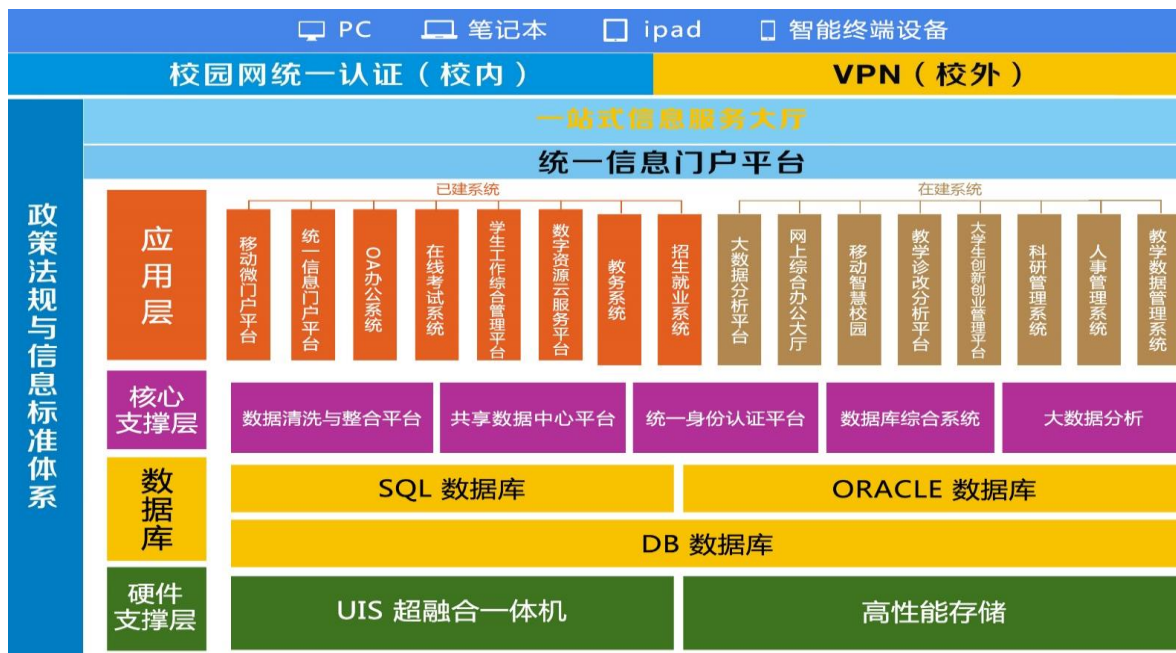 PC
笔记本
ipad
智能终端设备
校园网统一认证（校内）
VPN（校外）
一站式信息服务大厅
统一信息门户平台
政策法规与信息标准体系
应用层
已建系统
在建系统
移动微门户平台
统一信息门户平台
OA办公系统
在线考试系统
学生工作综合管理平台
数字资源云服务平台
教务系统
招生就业系统
大数据分析平台
网上综合办公大厅
移动智慧校园
教学诊改分析平台
大学生创新创业管理平台
科研管理系统
人事管理系统
教学数据管理系统
核心
支撑层
数据清洗与整合平台
共享数据中心平台
统一身份认证平台
数据库综合系统
大数据分析
数据库
SQL 数据库
ORACLE 数据库
DB 数据库
硬件
支撑层
UIS 超融合一体机
高性能存储